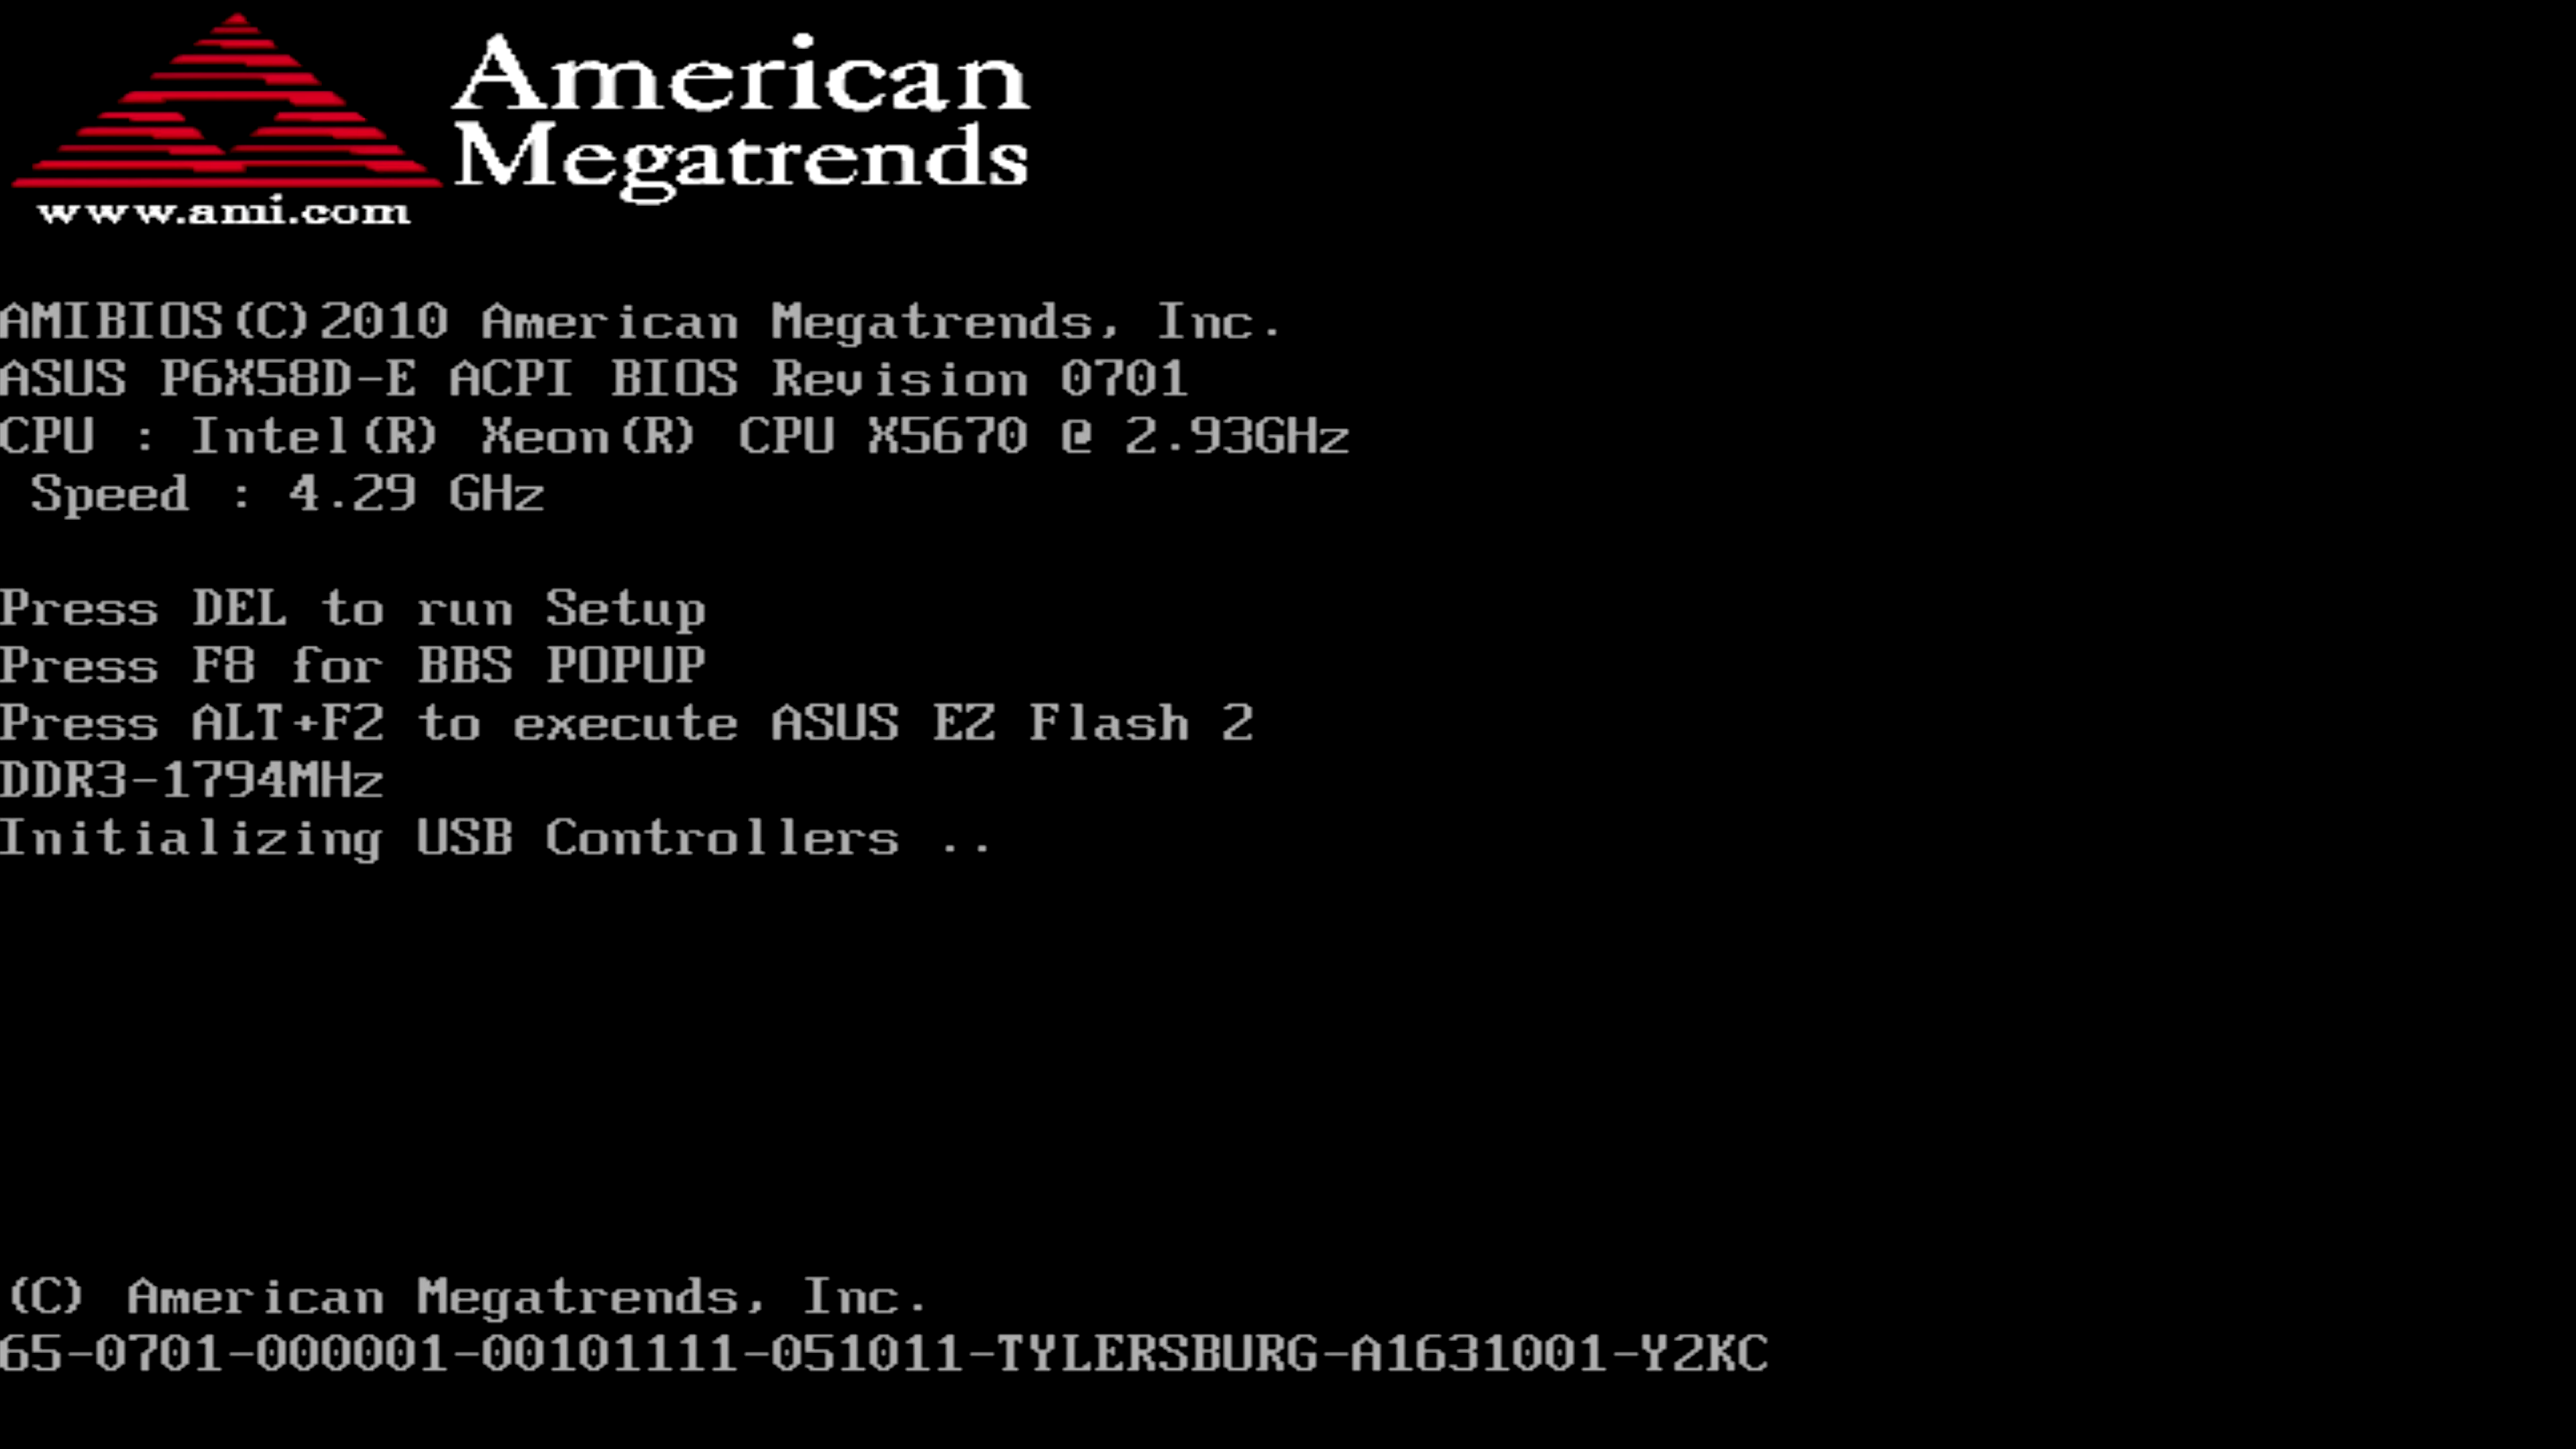 American
Megatrends
www.ami.com
AMIBIOS(C)2010 American Megatrends, Inc.
ASUS P6X58D-E ACPI BIOS Revision 0701
CPU : Intel(R) Xeon(R) CPU X5670 @ 2.93GHz
Speed : 4.29 GHz
Press DEL to run Setup
Press F8 for BBS POPUP
Press ALT+F2 to execute ASUS EZ Flash 2
DDR3-1794MHz
Initializing USB Controllers ..
(C) American Megatrends, Inc.
65-0701-000001-00101111-051011-TYLERSBURG-A1631001-Y2KC